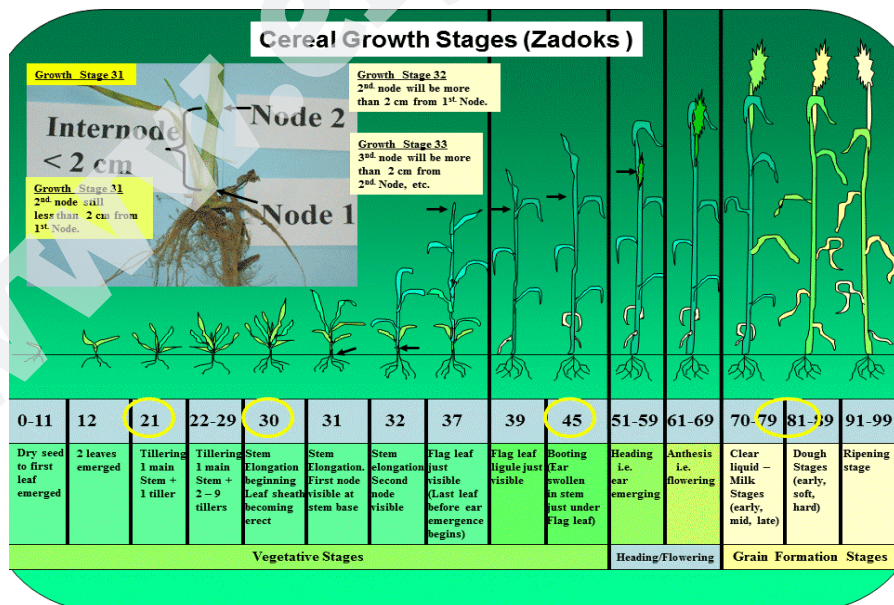 Cereal Growth Stages (Zadoks )
Growth Stage 31
Internode
< 2 cm
Node 2
Node 1
Growth Stage 31
2nd. node still
less than 2 cm from
1st. Node.
Growth Stage 32
2nd. node will be more
than 2 cm from 1st. Node.
Growth Stage 33
3nd. node will be more
than 2 cm from
2nd. Node, etc.
0-11
12
21
22-29
30
31
32
37
39
45
51-59
61-69
70-79
81-89
91-99
Dry seed
to first
leaf
emerged
2 leaves
emerged
Tillering
1 main
Stem +
1 tiller
Tillering
1 main
Stem +
2 – 9
tillers
Stem
Elongation
beginning
Leaf sheath
becoming
erect
Stem
Elongation.
First node
visible at
stem base
Stem
elongation
Second
node
visible
Flag leaf
just
visible
(Last leaf
before ear
emergence
begins)
Flag leaf
ligule just
visible
Booting
(Ear
swollen
in stem
just under
Flag leaf)
Heading
i.e.
ear
emerging
Anthesis
i.e.
flowering
Clear
liquid –
Milk
Stages
(early,
mid, late)
Dough
Stages
(early,
soft,
hard)
Ripening
stage
Vegetative Stages
Heading/Flowering
Grain Formation Stages